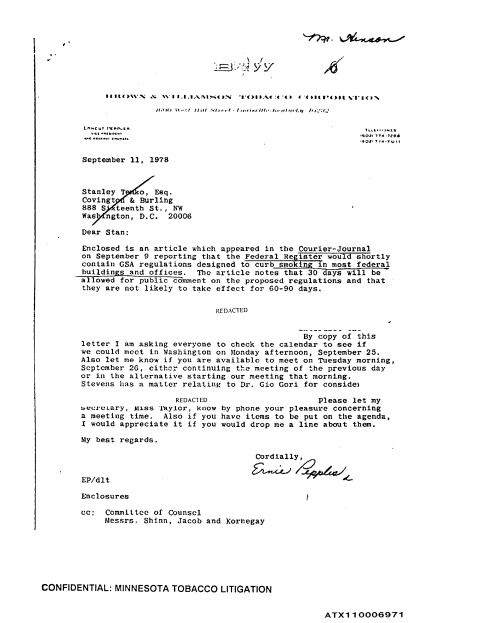 Mr. Hinson
BROWN & WILLIAMSON TOBACCO CORPORATION
1600 West Hill Street · Louisville, Kentucky 40232
ERNEST PEPPLES
VICE PRESIDENT
AND GENERAL COUNSEL
TELEPHONES
September 11, 1978
Stanley Temko, Esq.
Covington & Burling
888 Sixteenth St., NW
Washington, D.C. 20006
Dear Stan:
Enclosed is an article which appeared in the Courier-Journal
on September 9 reporting that the Federal Register would shortly
contain GSA regulations designed to curb smoking in most federal
buildings and offices. The article notes that 30 days will be
allowed for public comment on the proposed regulations and that
they are not likely to take effect for 60-90 days.
REDACTED
By copy of this
letter I am asking everyone to check the calendar to see if
we could meet in Washington on Monday afternoon, September 25.
Also let me know if you are available to meet on Tuesday morning,
September 26, either continuing the meeting of the previous day
or in the alternative starting our meeting that morning.
Stevens has a matter relating to Dr. Gio Gori for consider
REDACTED Please let my
secretary, Miss Taylor, know by phone your pleasure concerning
a meeting time. Also if you have items to be put on the agenda,
I would appreciate it if you would drop me a line about them.
My best regards.
Cordially,
Ernie Pepples
EP/dlt
Enclosures
cc: Committee of Counsel
Messrs. Shinn, Jacob and Kornegay
CONFIDENTIAL: MINNESOTA TOBACCO LITIGATION
ATX110006971